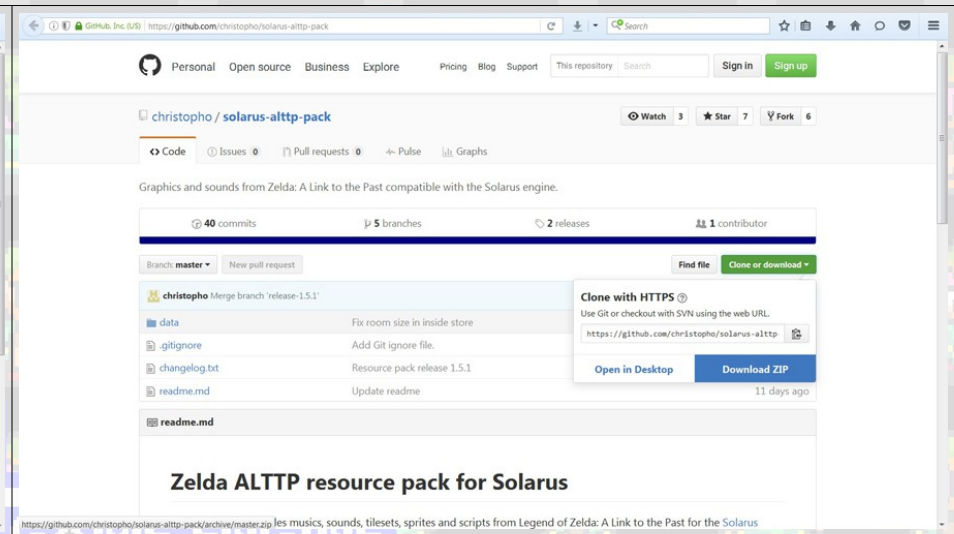 GitHub, Inc. (US) https://github.com/christopho/solarus-alttp-pack Search
Personal Open source Business Explore Pricing Blog Support This repository Search Sign in Sign up
christopho / solarus-alttp-pack Watch 3 Star 7 Fork 6
Code Issues 0 Pull requests 0 Pulse Graphs
Graphics and sounds from Zelda: A Link to the Past compatible with the Solarus engine.
40 commits 5 branches 2 releases 1 contributor
Branch: master New pull request Find file Clone or download
christopho Merge branch 'release-1.5.1'
Clone with HTTPS
Use Git or checkout with SVN using the web URL.
https://github.com/christopho/solarus-alttp
Open in Desktop Download ZIP
data Fix room size in inside store
.gitignore Add Git ignore file.
changelog.txt Resource pack release 1.5.1
readme.md Update readme 11 days ago
readme.md
Zelda ALTTP resource pack for Solarus
les musics, sounds, tilesets, sprites and scripts from Legend of Zelda: A Link to the Past for the Solarus
https://github.com/christopho/solarus-alttp-pack/archive/master.zip